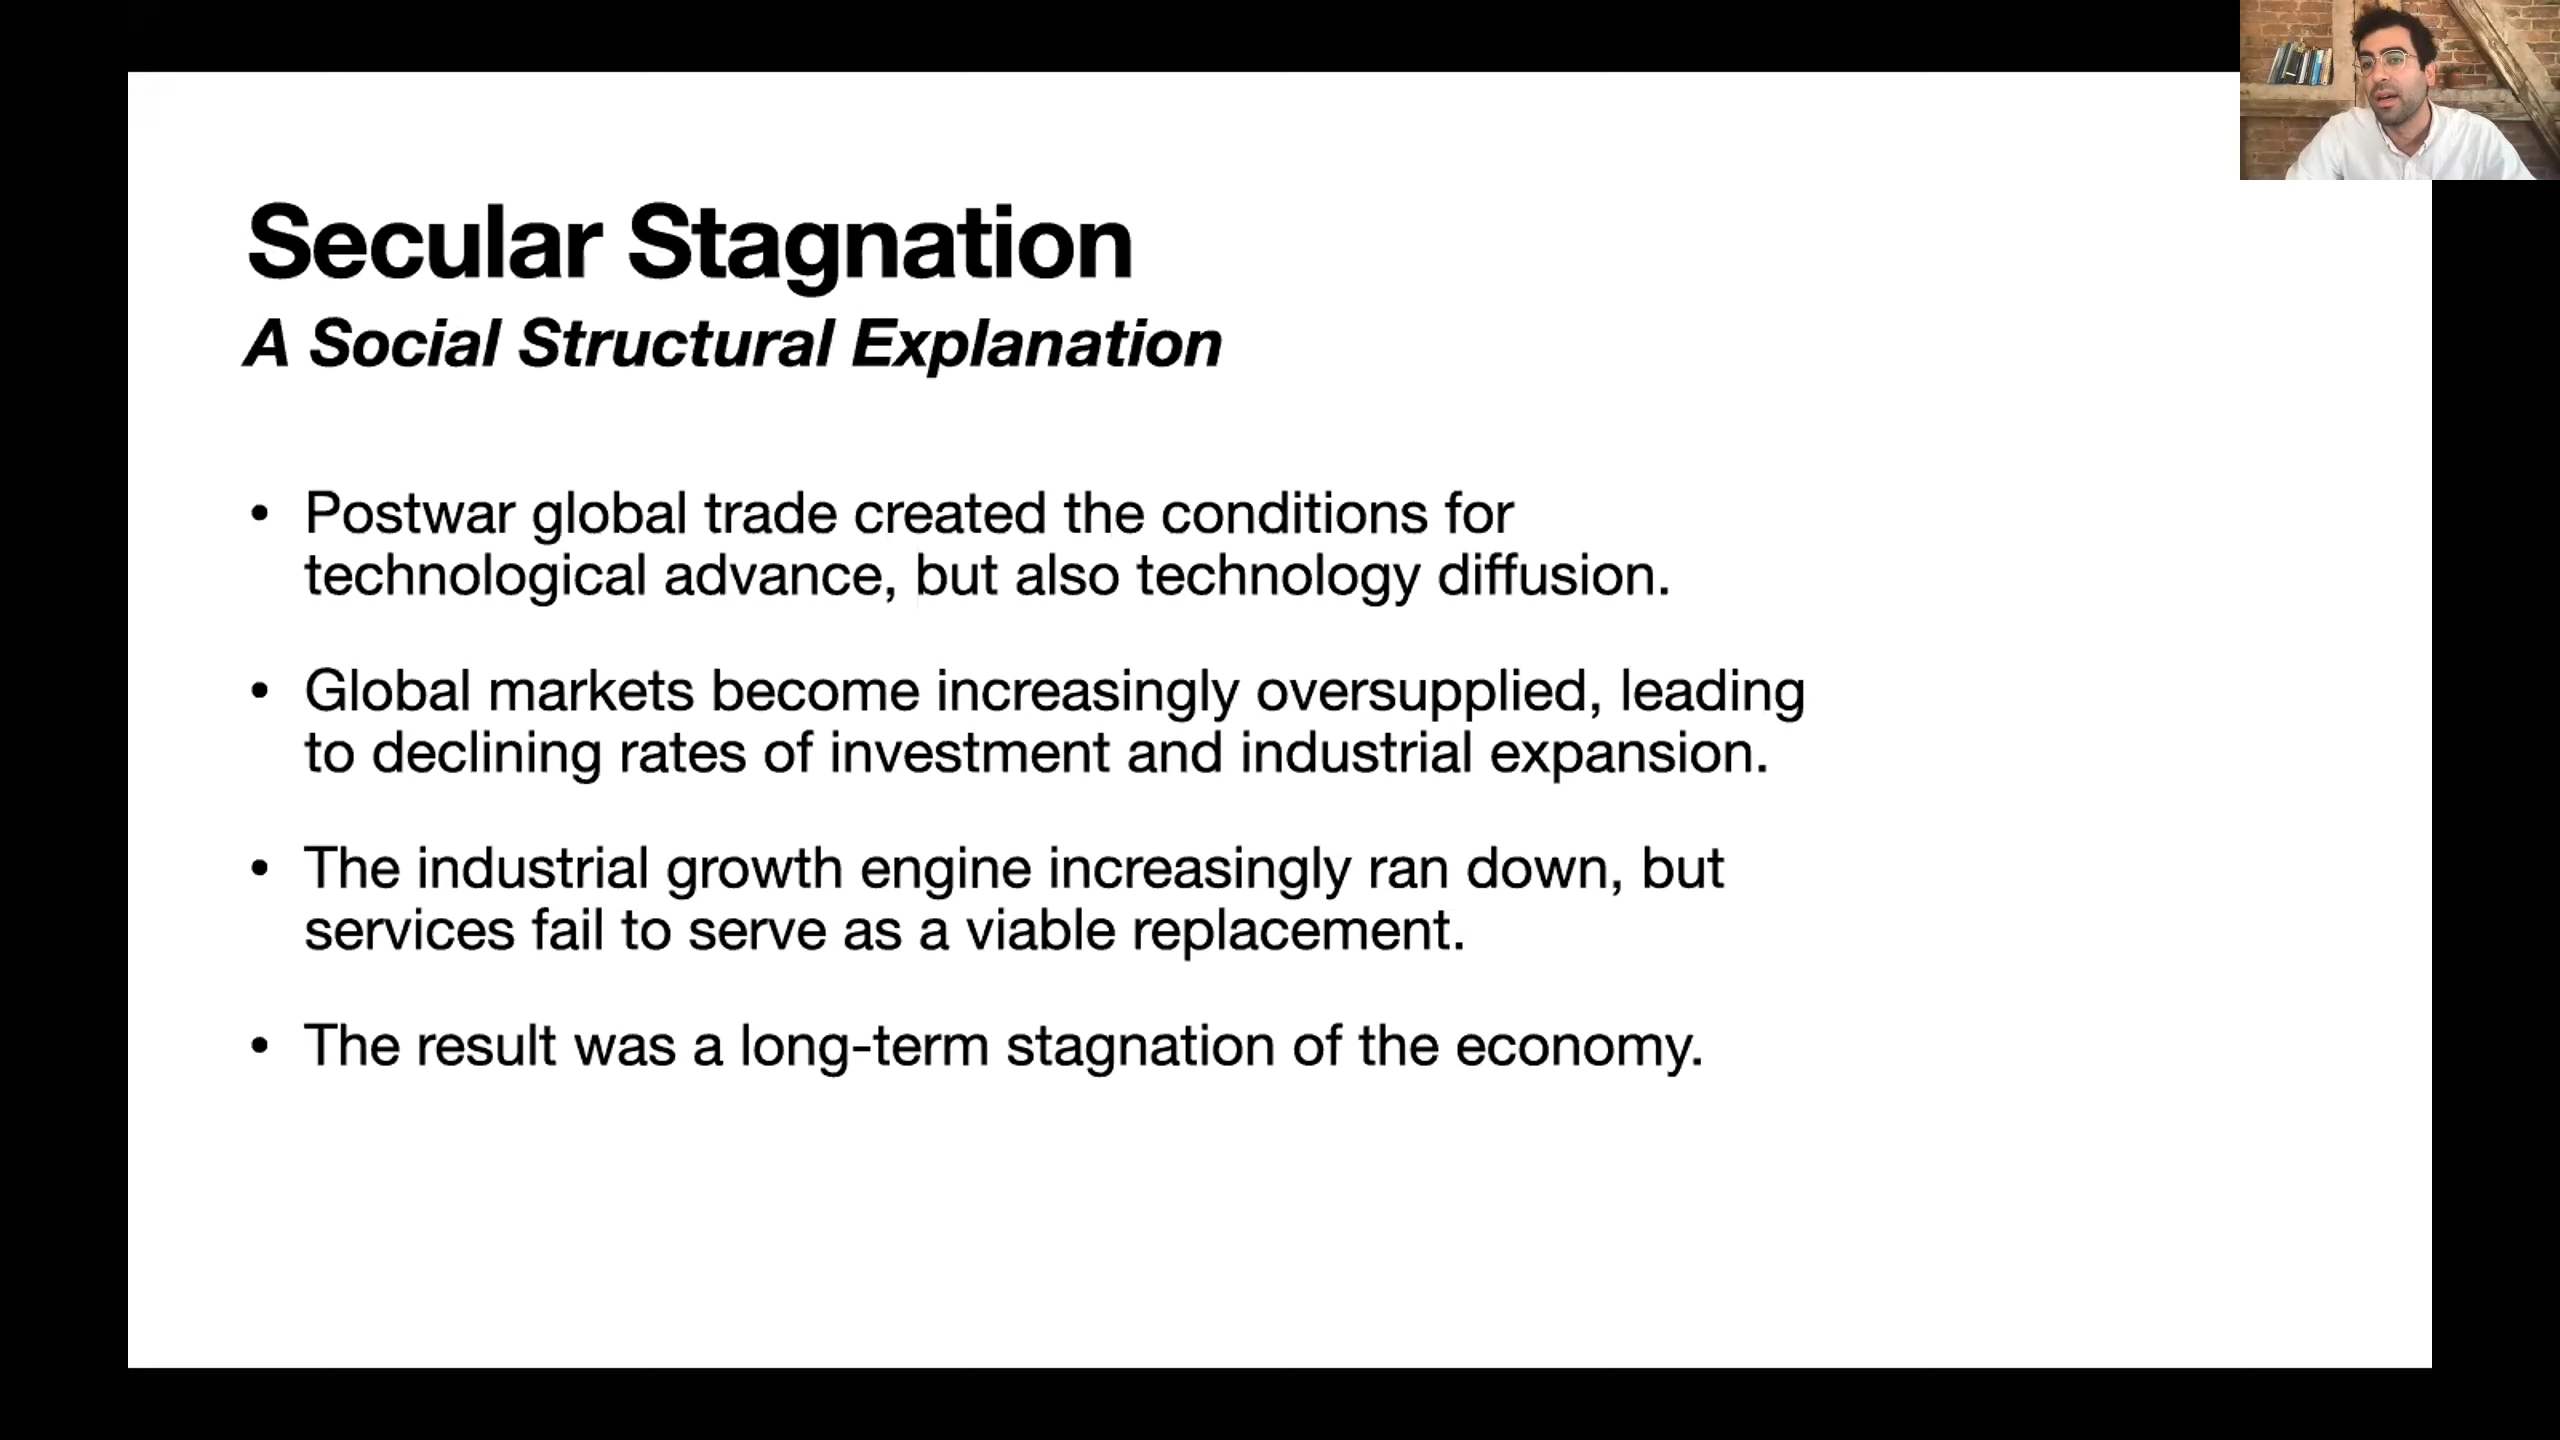 Secular Stagnation
A Social Structural Explanation
• Postwar global trade created the conditions for
technological advance, but also technology diffusion.
• Global markets become increasingly oversupplied, leading
to declining rates of investment and industrial expansion.
• The industrial growth engine increasingly ran down, but
services fail to serve as a viable replacement.
• The result was a long-term stagnation of the economy.